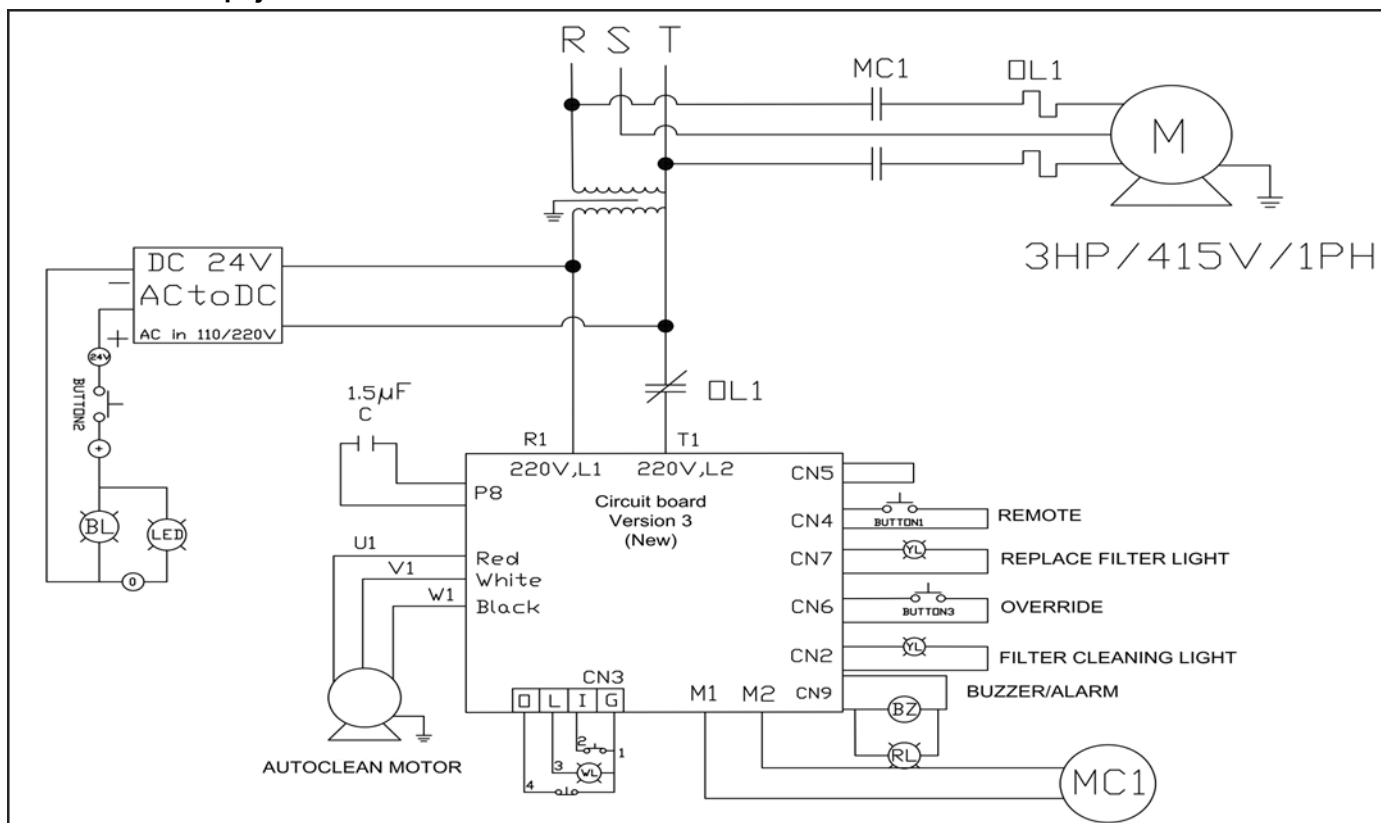 R S T
MC1 OL1
M
3HP/415V/1PH
DC 24V
−
ACtoDC
AC in 110/220V
+
24V
BUTTON2
+
BL
LED
0
OL1
1.5μF
C
R1 T1
220V,L1 220V,L2
Circuit board
Version 3
(New)
P8
U1 Red
V1 White
W1 Black
AUTOCLEAN MOTOR
CN5
CN4 BUTTON1 REMOTE
CN7 YL REPLACE FILTER LIGHT
CN6 BUTTON3 OVERRIDE
CN2 YL FILTER CLEANING LIGHT
CN9 BUZZER/ALARM
BZ
RL
CN3
O L I G
2 1
3 WL
4
M1 M2
MC1